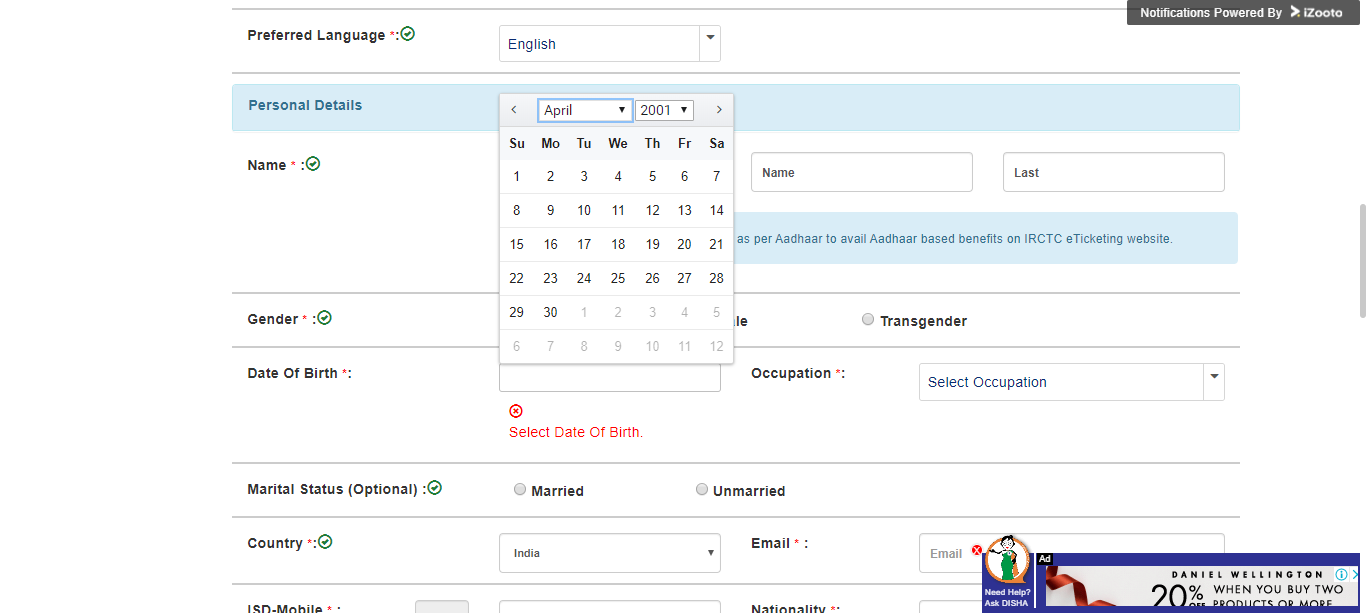 Notifications Powered By iZooto
Preferred Language *:
English
Personal Details
April 2001
Su Mo Tu We Th Fr Sa
1 2 3 4 5 6 7
8 9 10 11 12 13 14
15 16 17 18 19 20 21
22 23 24 25 26 27 28
29 30 1 2 3 4 5
6 7 8 9 10 11 12
Name * :
Name
Last
as per Aadhaar to avail Aadhaar based benefits on IRCTC eTicketing website.
Gender * :
le
Transgender
Date Of Birth *:
Select Date Of Birth.
Occupation *:
Select Occupation
Marital Status (Optional) :
Married
Unmarried
Country *:
India
Email * :
Email
Need Help?
Ask DISHA
Ad
DANIEL WELLINGTON
20% OFF
WHEN YOU BUY TWO
PRODUCTS OR MORE
ISD-Mobile * :
Nationality *: